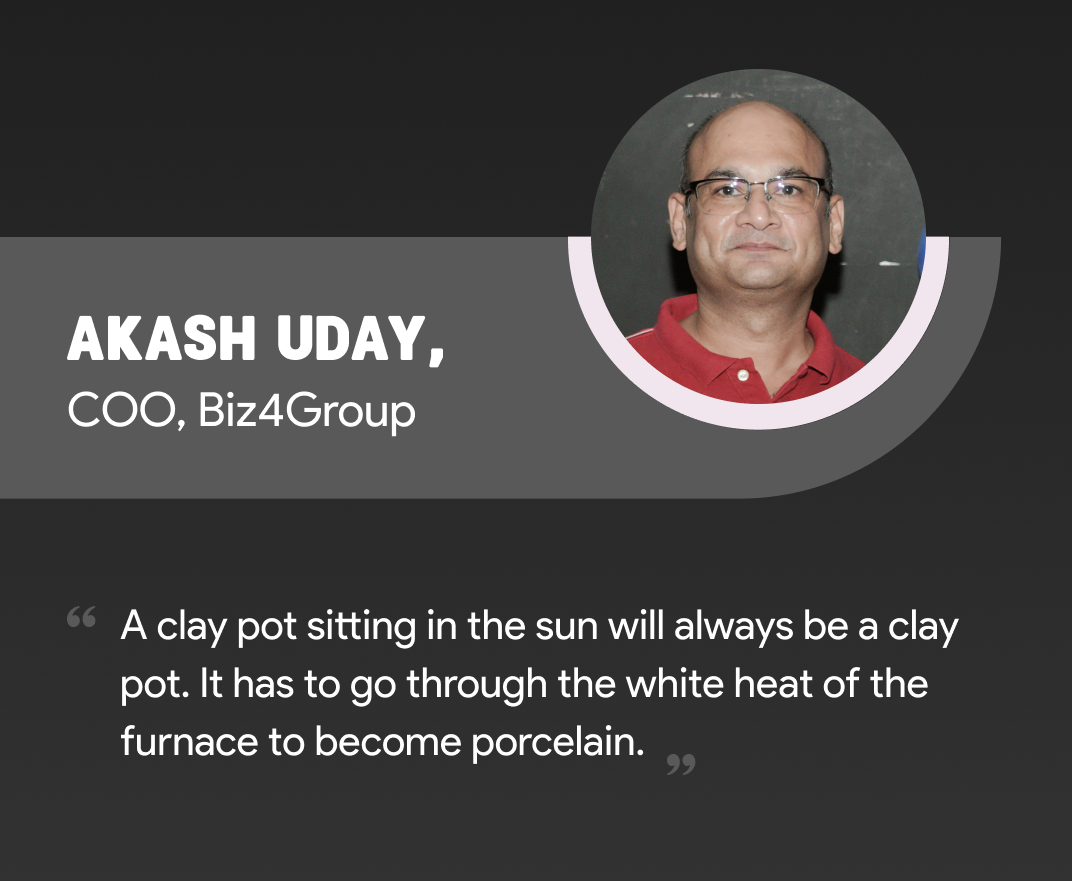 AKASH UDAY,
COO, Biz4Group
“ A clay pot sitting in the sun will always be a clay
pot. It has to go through the white heat of the
furnace to become porcelain. ”